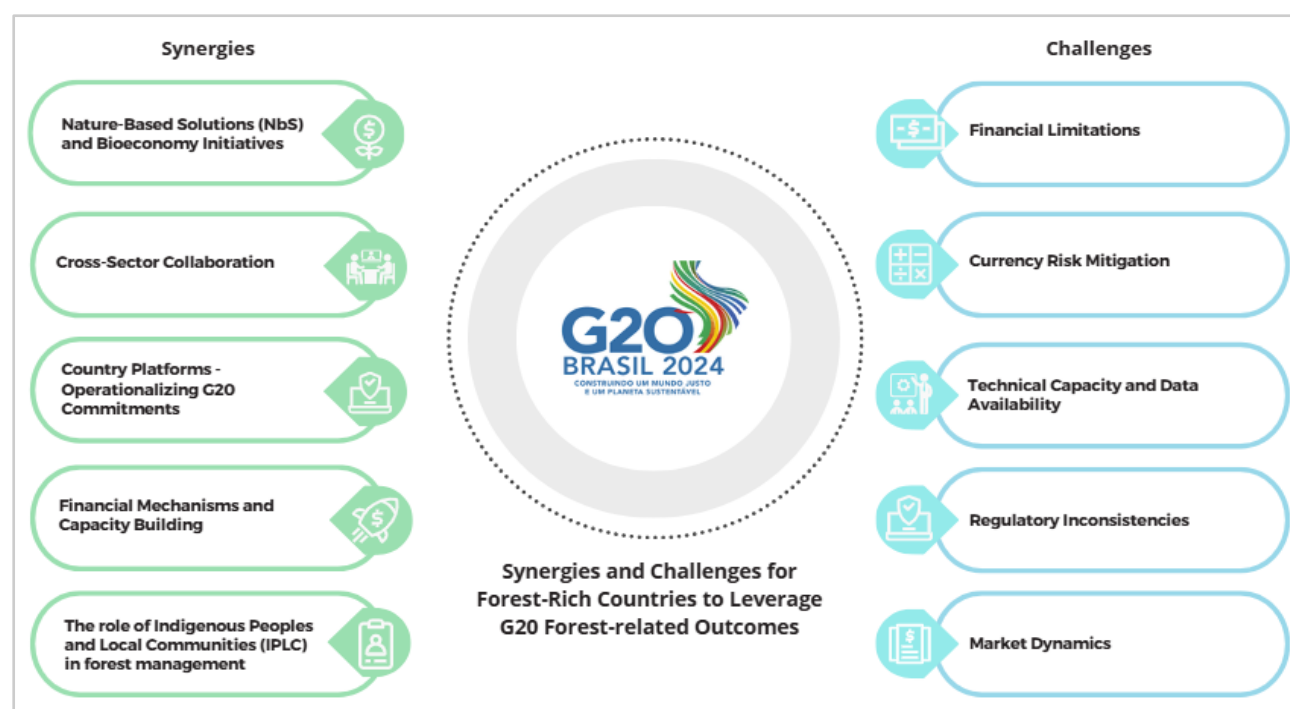 Synergies
Nature-Based Solutions (NbS)
and Bioeconomy Initiatives
Cross-Sector Collaboration
Country Platforms -
Operationalizing G20
Commitments
Financial Mechanisms and
Capacity Building
The role of Indigenous Peoples
and Local Communities (IPLC)
in forest management
G20
BRASIL 2024
CONSTRUINDO UM MUNDO JUSTO
E UM PLANETA SUSTENTÁVEL
Synergies and Challenges for
Forest-Rich Countries to Leverage
G20 Forest-related Outcomes
Challenges
Financial Limitations
Currency Risk Mitigation
Technical Capacity and Data
Availability
Regulatory Inconsistencies
Market Dynamics